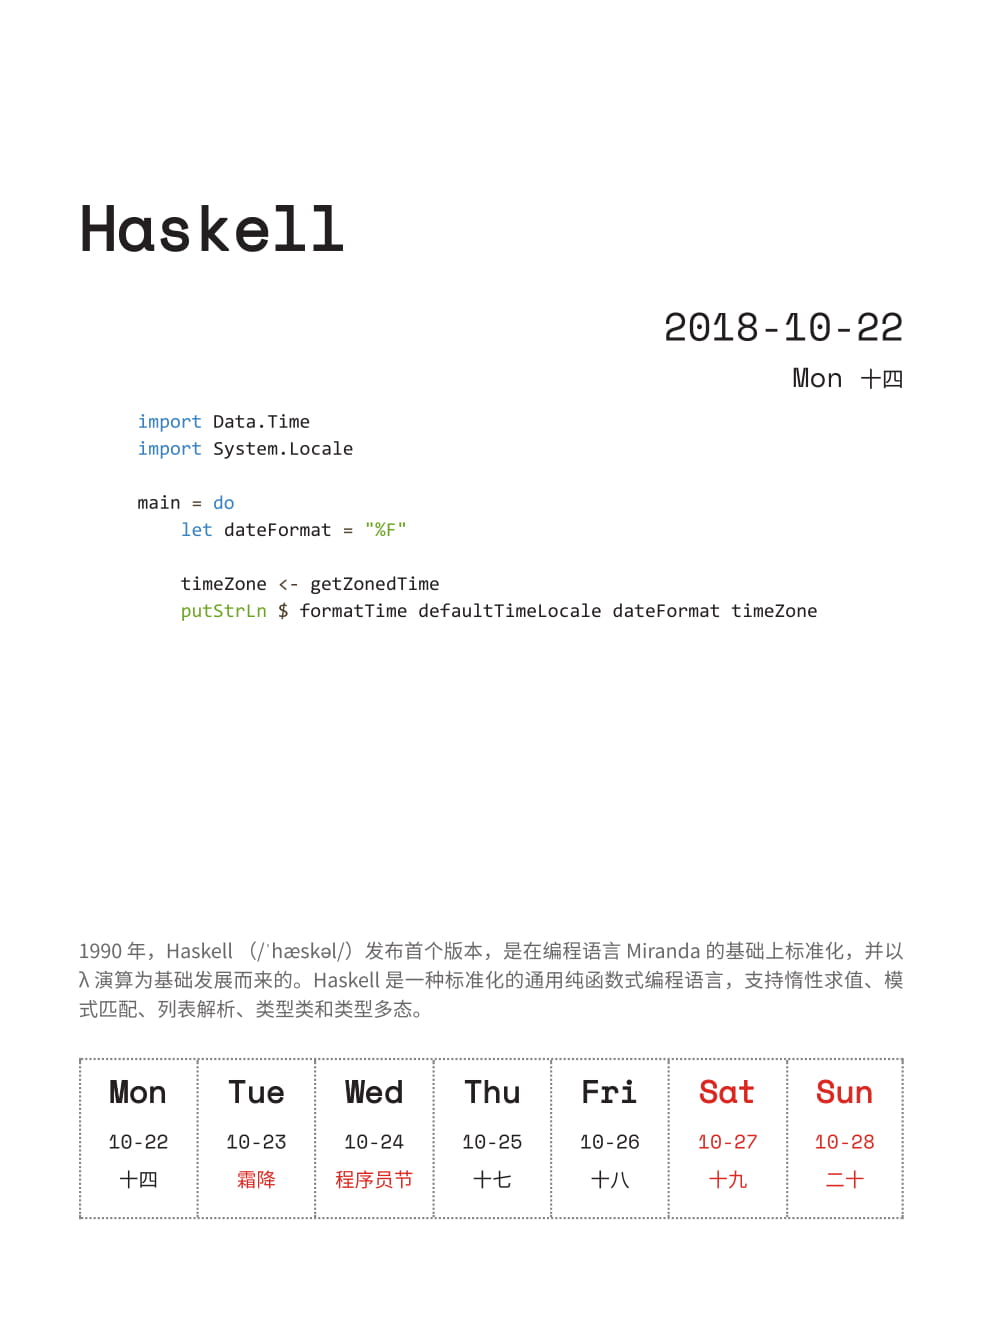 Haskell
2018-10-22
Mon 十四
import Data.Time
import System.Locale
main = do
let dateFormat = "%F"
timeZone <- getZonedTime
putStrLn $ formatTime defaultTimeLocale dateFormat timeZone
1990 年，Haskell （/ˈhæskəl/）发布首个版本，是在编程语言 Miranda 的基础上标准化，并以
λ 演算为基础发展而来的。Haskell 是一种标准化的通用纯函数式编程语言，支持惰性求值、模
式匹配、列表解析、类型类和类型多态。
Mon Tue Wed Thu Fri Sat Sun
10-22 10-23 10-24 10-25 10-26 10-27 10-28
十四 霜降 程序员节 十七 十八 十九 二十